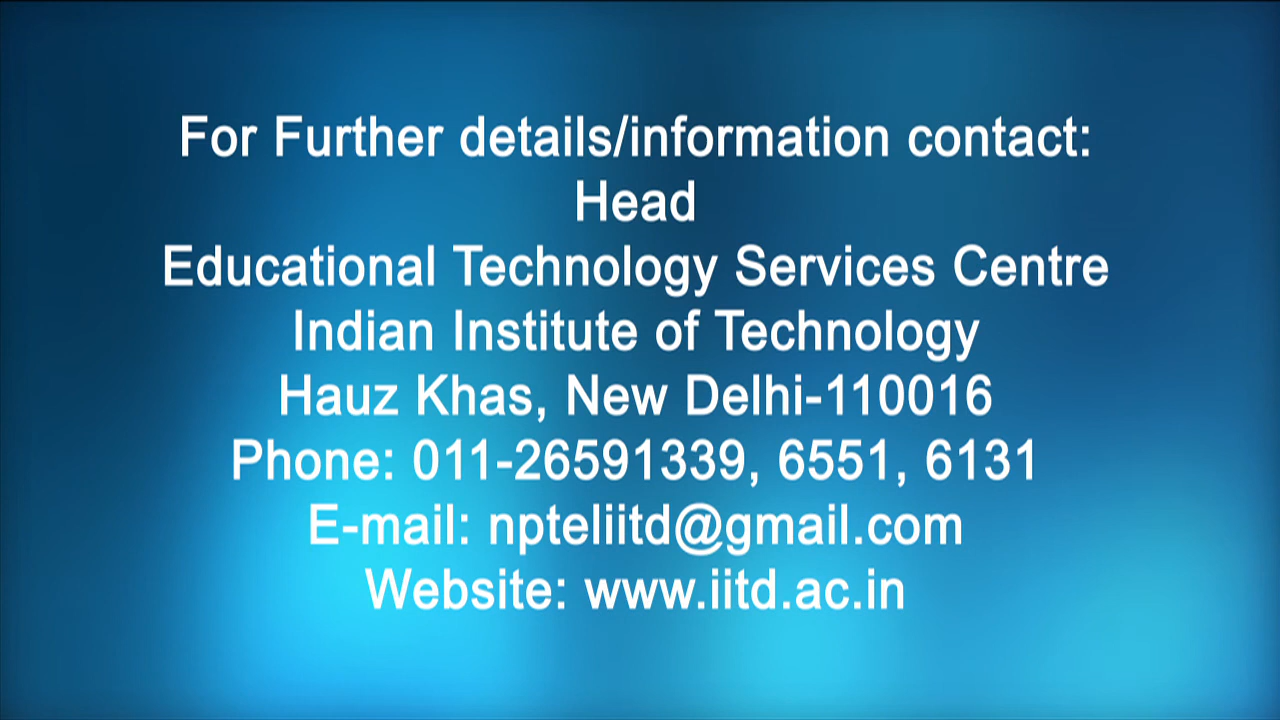 For Further details/information contact:
Head
Educational Technology Services Centre
Indian Institute of Technology
Hauz Khas, New Delhi-110016
Phone: 011-26591339, 6551, 6131
E-mail: npteliitd@gmail.com
Website: www.iitd.ac.in